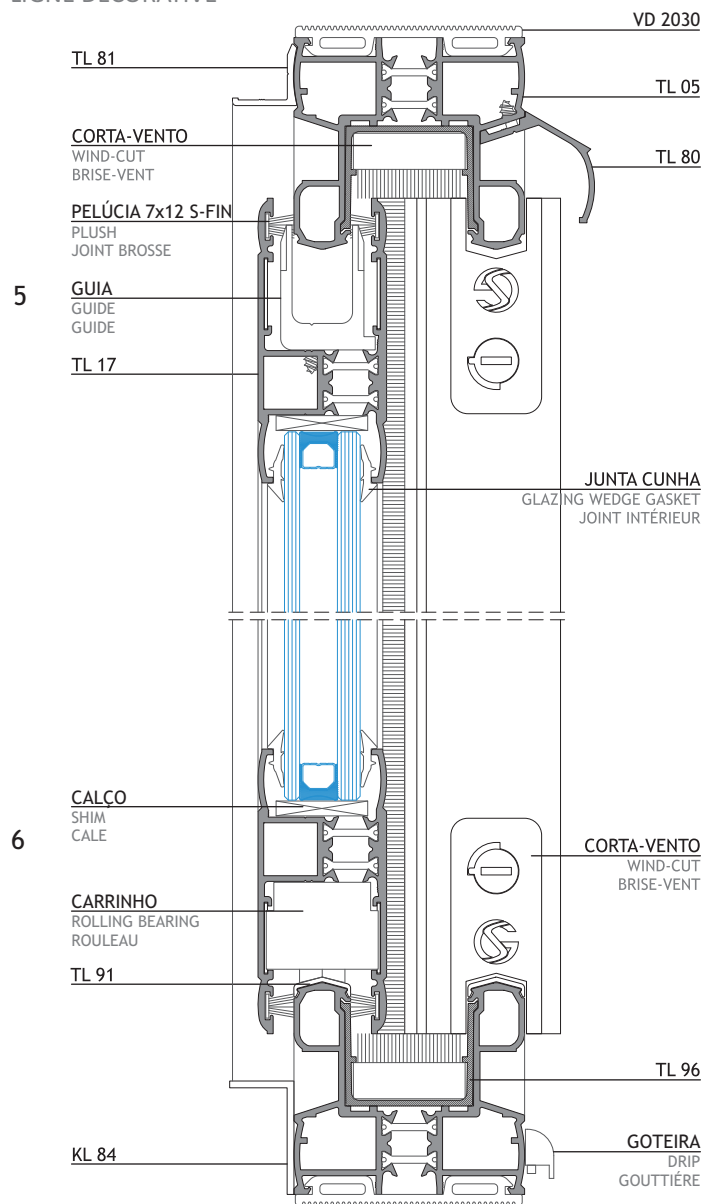 LIGNE DÉCORATIVE
VD 2030
TL 81
TL 05
CORTA-VENTO
WIND-CUT
BRISE-VENT
TL 80
PELÚCIA 7x12 S-FIN
PLUSH
JOINT BROSSE
5
GUIA
GUIDE
GUIDE
TL 17
JUNTA CUNHA
GLAZING WEDGE GASKET
JOINT INTÉRIEUR
CALÇO
SHIM
CALE
6
CORTA-VENTO
WIND-CUT
BRISE-VENT
CARRINHO
ROLLING BEARING
ROULEAU
TL 91
TL 96
KL 84
GOTEIRA
DRIP
GOUTTIÉRE